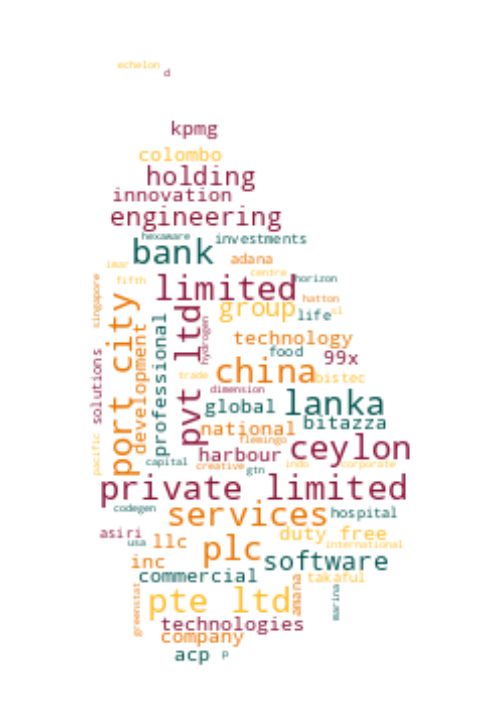 echelon
d
kpmg
colombo
holding
innovation
engineering
hexaware
investments
bank
adana
imar
centre
fifth
horizon
limited
singapore
port city
hatton
group
sl
life
pvt ltd
hydrogen
professional
development
technology
food
99x
solutions
china
bistec
trade
dimension
global
lanka
national
bitazza
flemingo
harbour
ceylon
pacific
capital
creative
gtn
indo
corporate
private limited
codegen
services
hospital
asiri
usa
llc
duty free
plc
international
inc
software
commercial
takaful
greenstat
pte ltd
amana
marina
technologies
company
acp
p